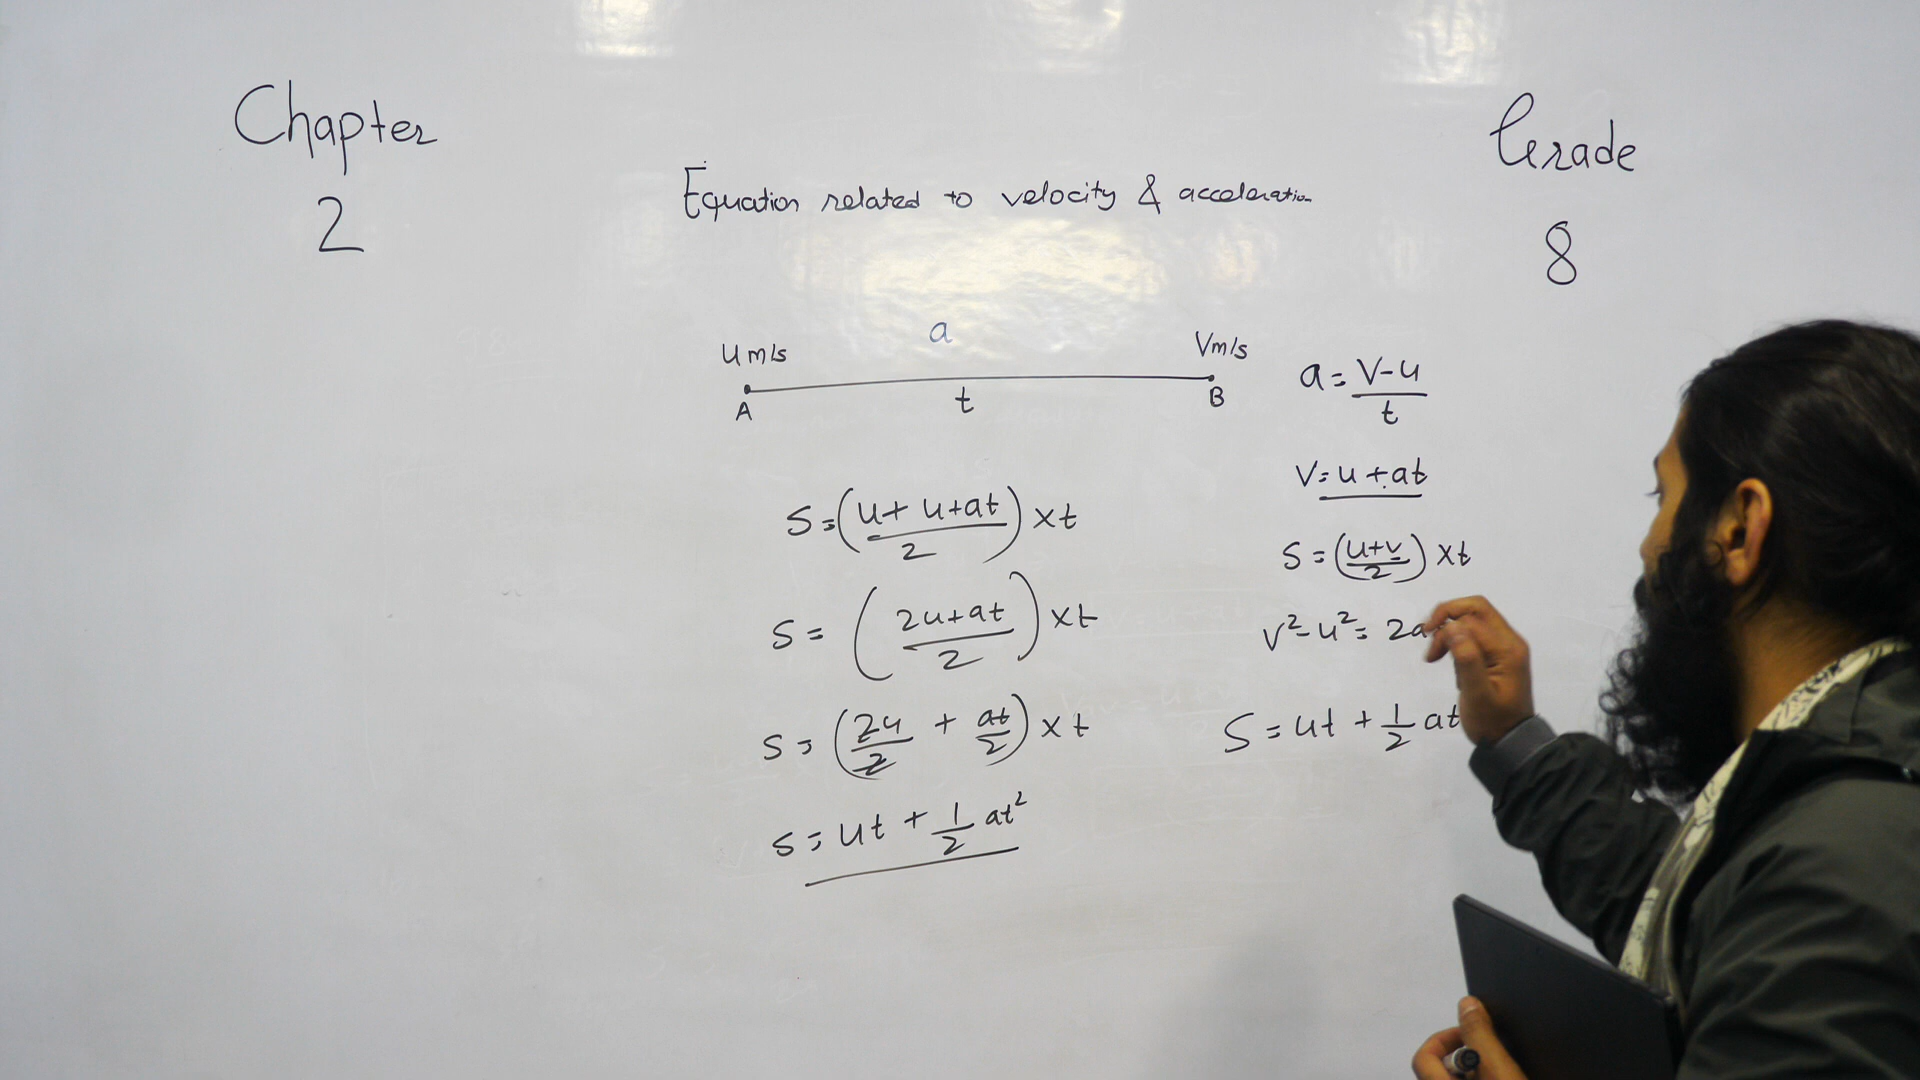 Chapter
2
Grade
8
Equation related to velocity & acceleration
u m/s
a
Vm/s
A
t
B
S = (u + u+at / 2) × t
S = (2u+at / 2) × t
S = (2u / 2 + at / 2) × t
S = ut + 1/2 at²
a = V-u / t
V = u + at
S = (u+v / 2) × t
V² - u² = 2a
S = ut + 1/2 at